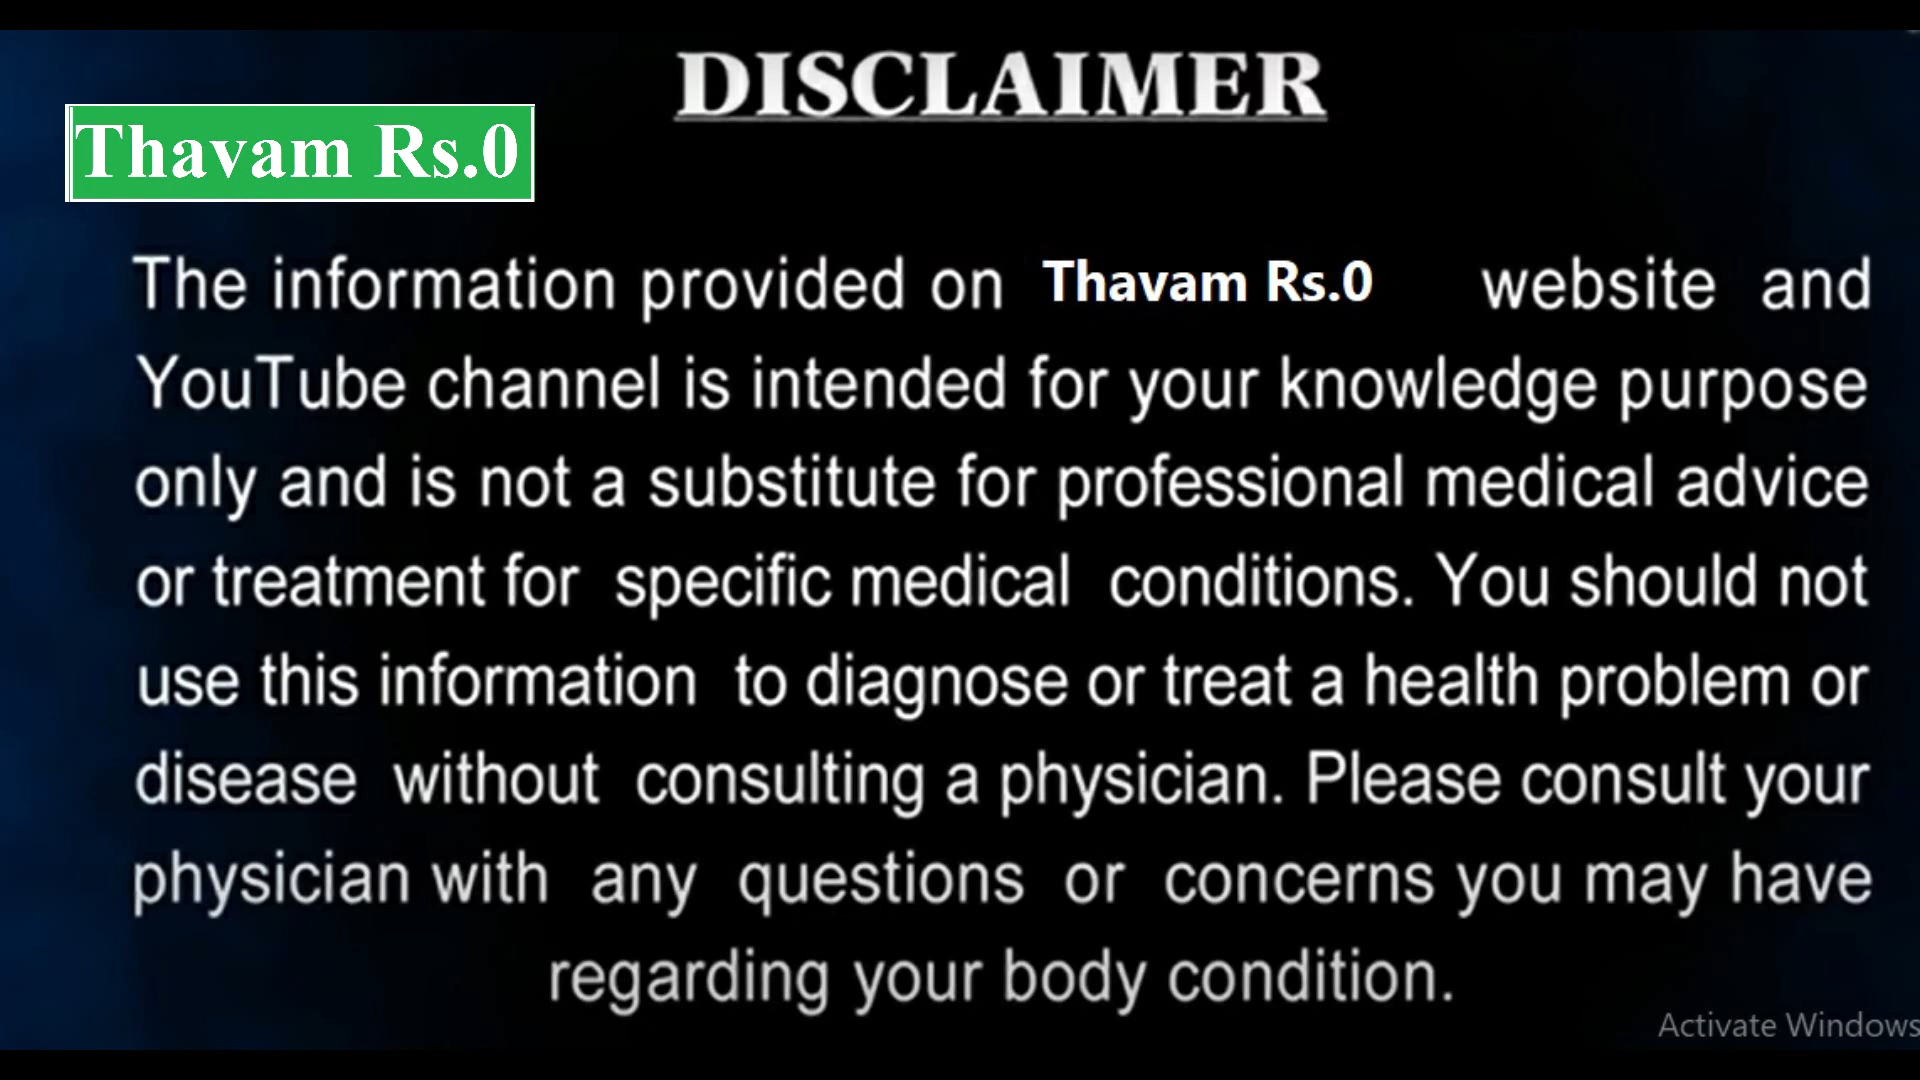 DISCLAIMER
Thavam Rs.0
The information provided on Thavam Rs.0 website and
YouTube channel is intended for your knowledge purpose
only and is not a substitute for professional medical advice
or treatment for specific medical conditions. You should not
use this information to diagnose or treat a health problem or
disease without consulting a physician. Please consult your
physician with any questions or concerns you may have
regarding your body condition.
Activate Windows